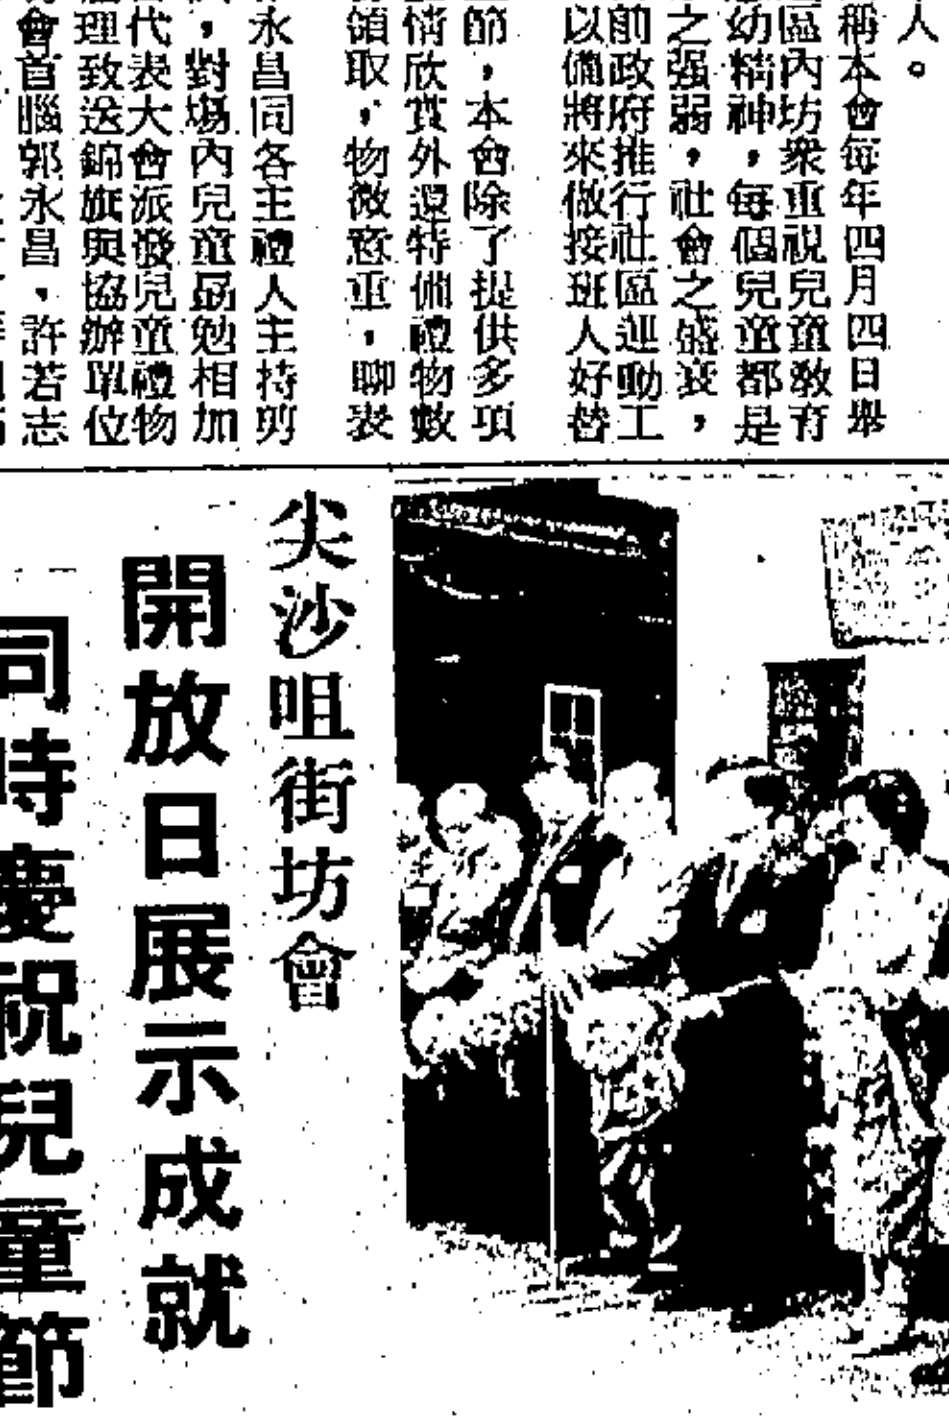 人。
稱本會每年四月四日舉
區內坊衆重視兒童敎育
幼精神，每個兒童都是
之强弱，社會之盛衰，
前政府推行社區運動工
以備將來做接班人好替
節，本會除了提供多項
情欣賞外還特備禮物數
領取，物微意重，聊表
永昌同各主禮人主持剪
，對塲內兒童勗勉相加
代表大會派發兒童禮物
理致送錦旗與協辦單位
會首腦郭永昌，許若志
尖沙咀街坊會
開放日展示成就
同時慶祝兒童節